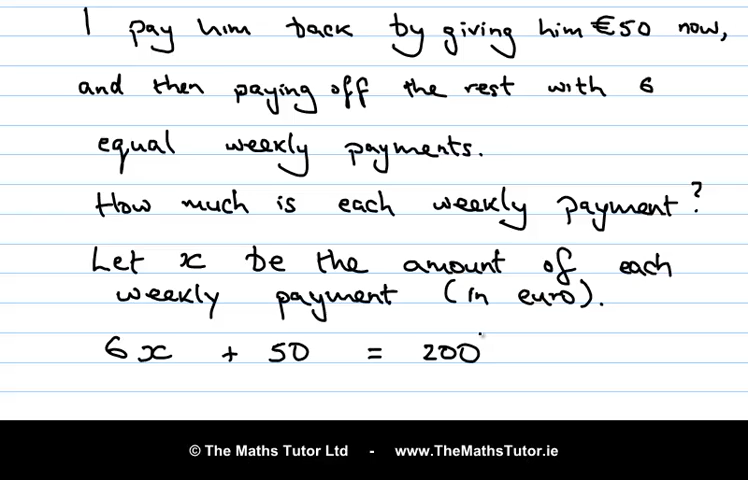 I pay him back by giving him €50 now,
and then paying off the rest with 6
equal weekly payments.
How much is each weekly payment?
Let x be the amount of each
weekly payment (in euro).
6x + 50 = 200
© The Maths Tutor Ltd - www.TheMathsTutor.ie